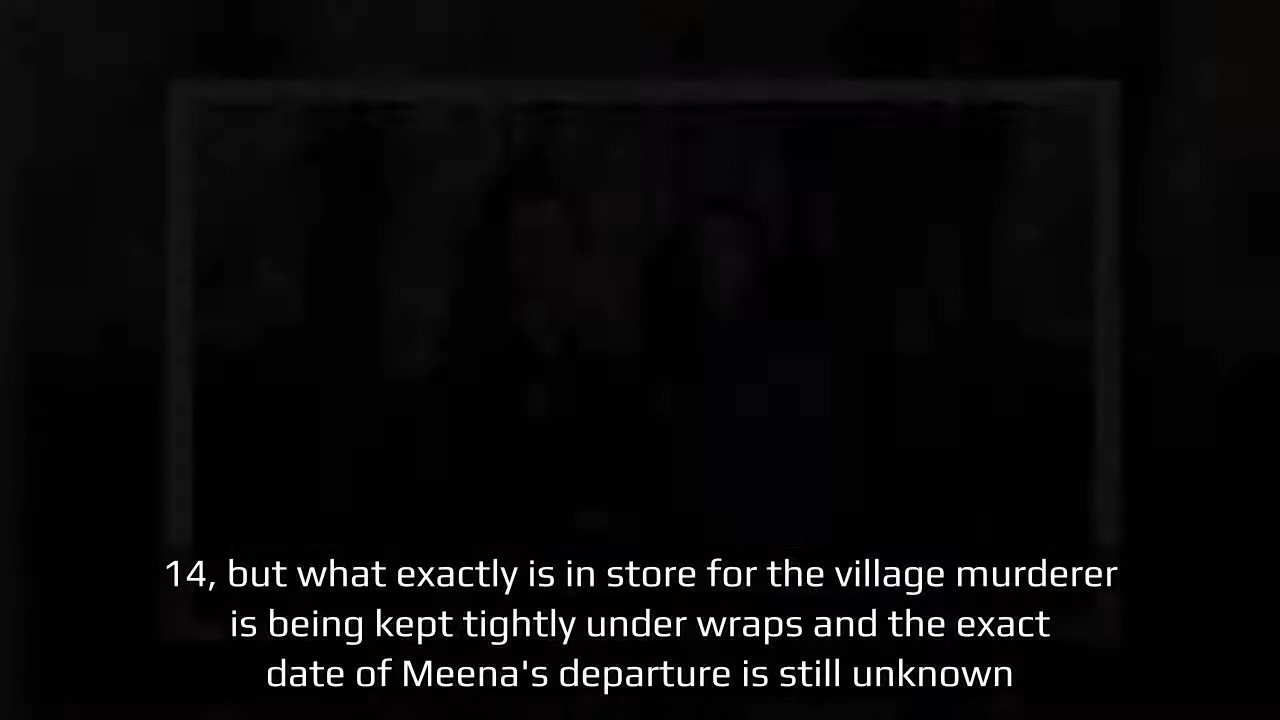 14, but what exactly is in store for the village murderer
is being kept tightly under wraps and the exact
date of Meena's departure is still unknown